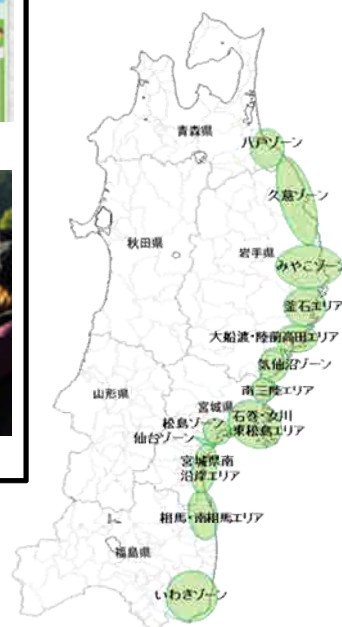 青森県
八戸ゾーン
久慈ゾーン
秋田県
岩手県
みやこゾーン
釜石エリア
大船渡・陸前高田エリア
気仙沼ゾーン
南三陸エリア
山形県
宮城県
石巻・女川
東松島エリア
松島ゾーン
仙台ゾーン
宮城県南
沿岸エリア
相馬・南相馬エリア
福島県
いわきゾーン